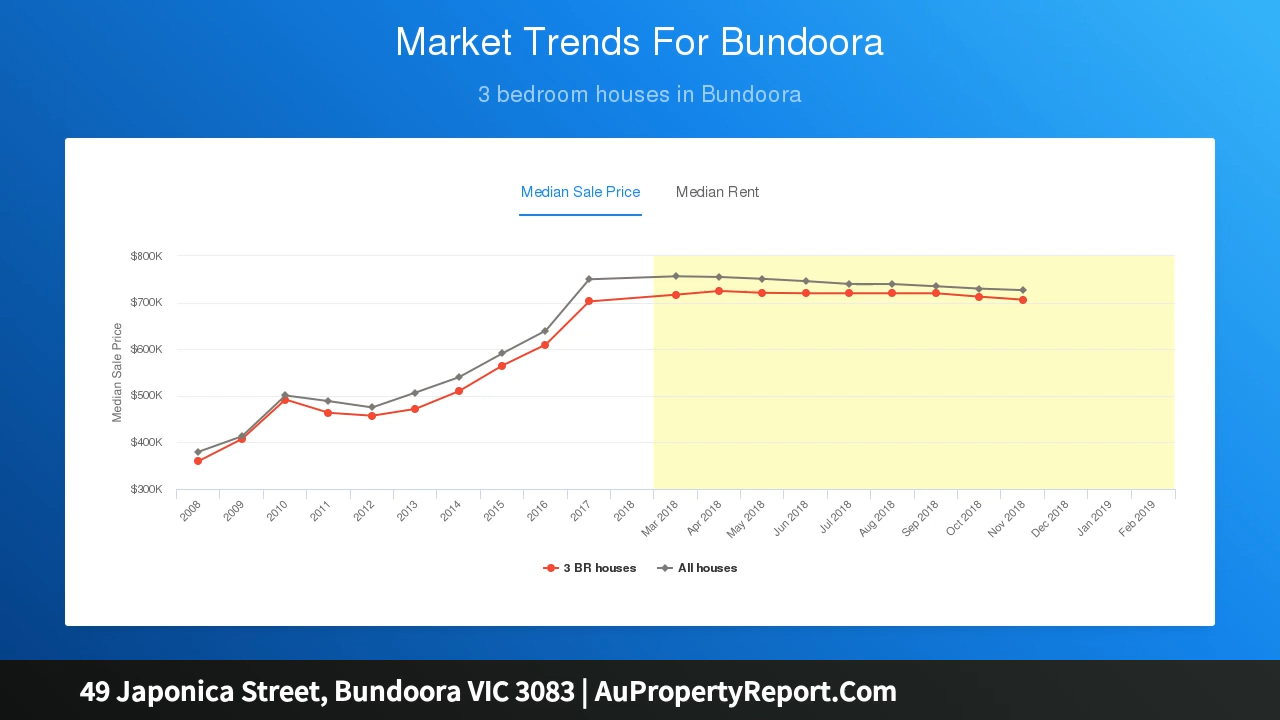 Market Trends For Bundoora
3 bedroom houses in Bundoora
Median Sale Price Median Rent
Median Sale Price
$800K
$700K
$600K
$500K
$400K
$300K
2008 2009 2010 2011 2012 2013 2014 2015 2016 2017 2018 Mar 2018 Apr 2018 May 2018 Jun 2018 Jul 2018 Aug 2018 Sep 2018 Oct 2018 Nov 2018 Dec 2018 Jan 2019 Feb 2019
3 BR houses All houses
49 Japonica Street, Bundoora VIC 3083 | AuPropertyReport.Com